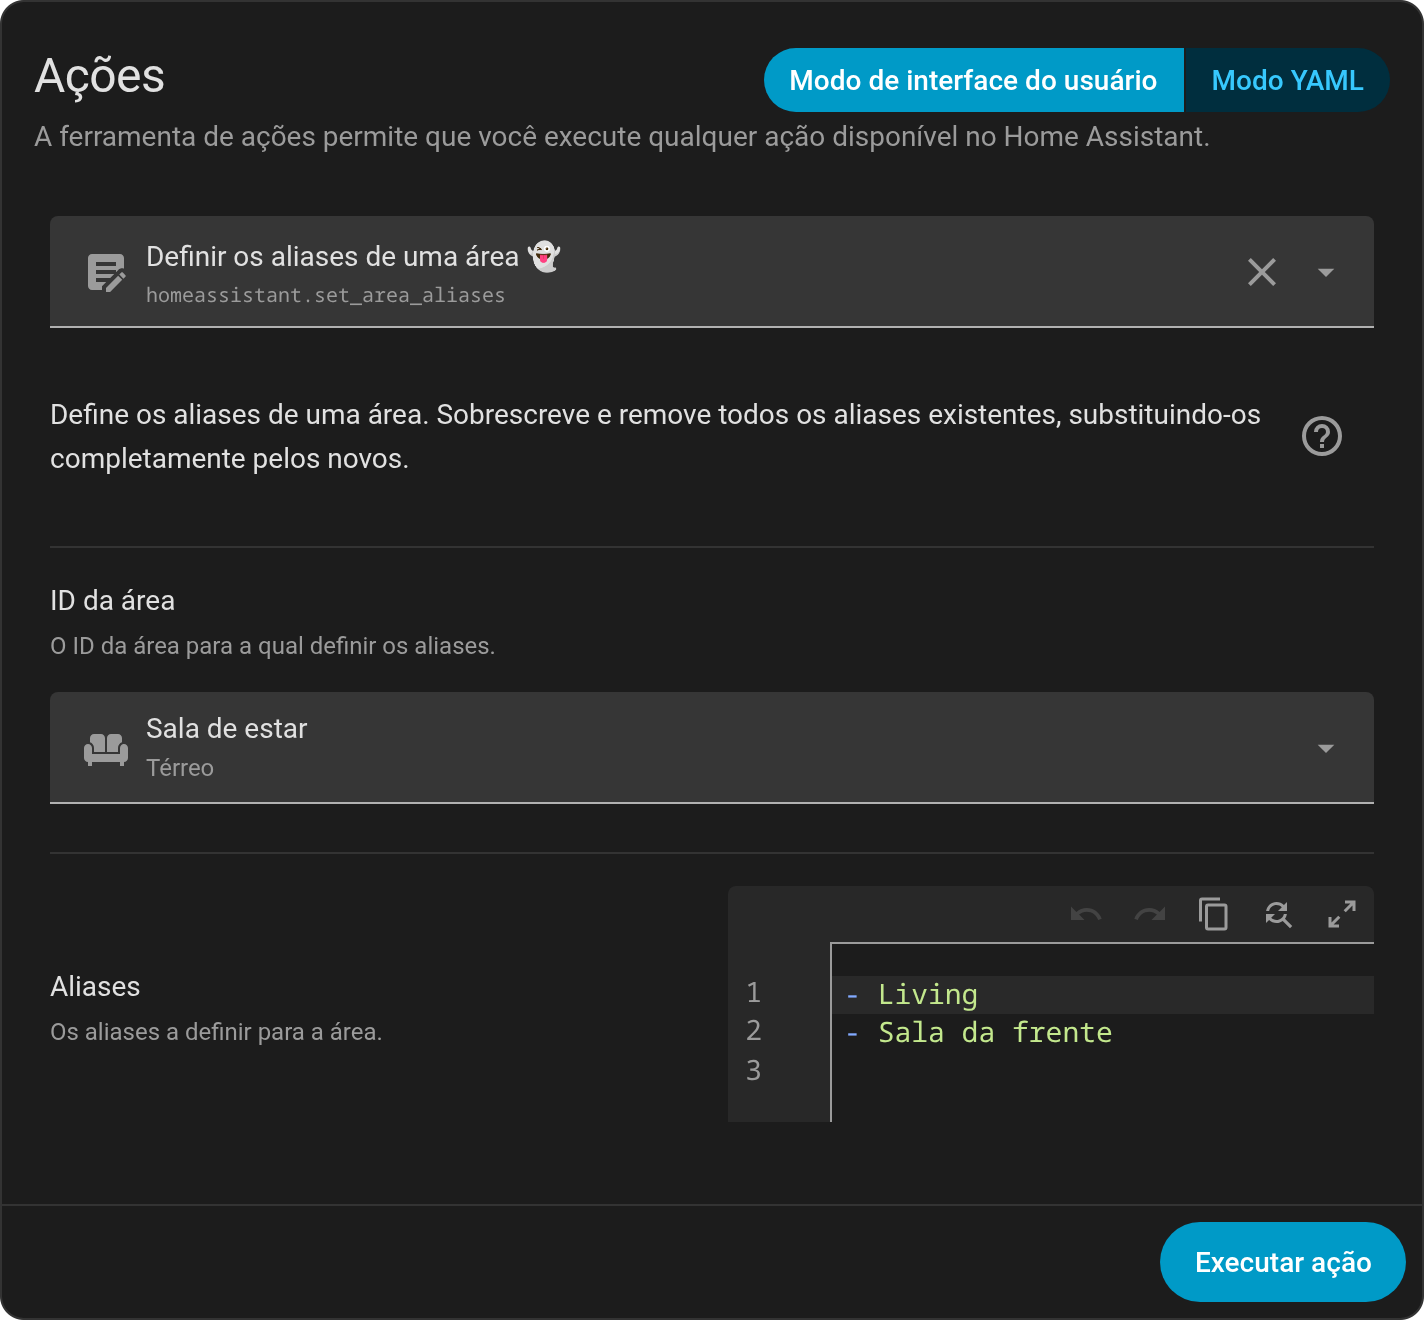 Ações
Modo de interface do usuário
Modo YAML
A ferramenta de ações permite que você execute qualquer ação disponível no Home Assistant.
Definir os aliases de uma área 👻
homeassistant.set_area_aliases
Define os aliases de uma área. Sobrescreve e remove todos os aliases existentes, substituindo-os
completamente pelos novos.
ID da área
O ID da área para a qual definir os aliases.
Sala de estar
Térreo
Aliases
Os aliases a definir para a área.
1 - Living
2 - Sala da frente
3
Executar ação